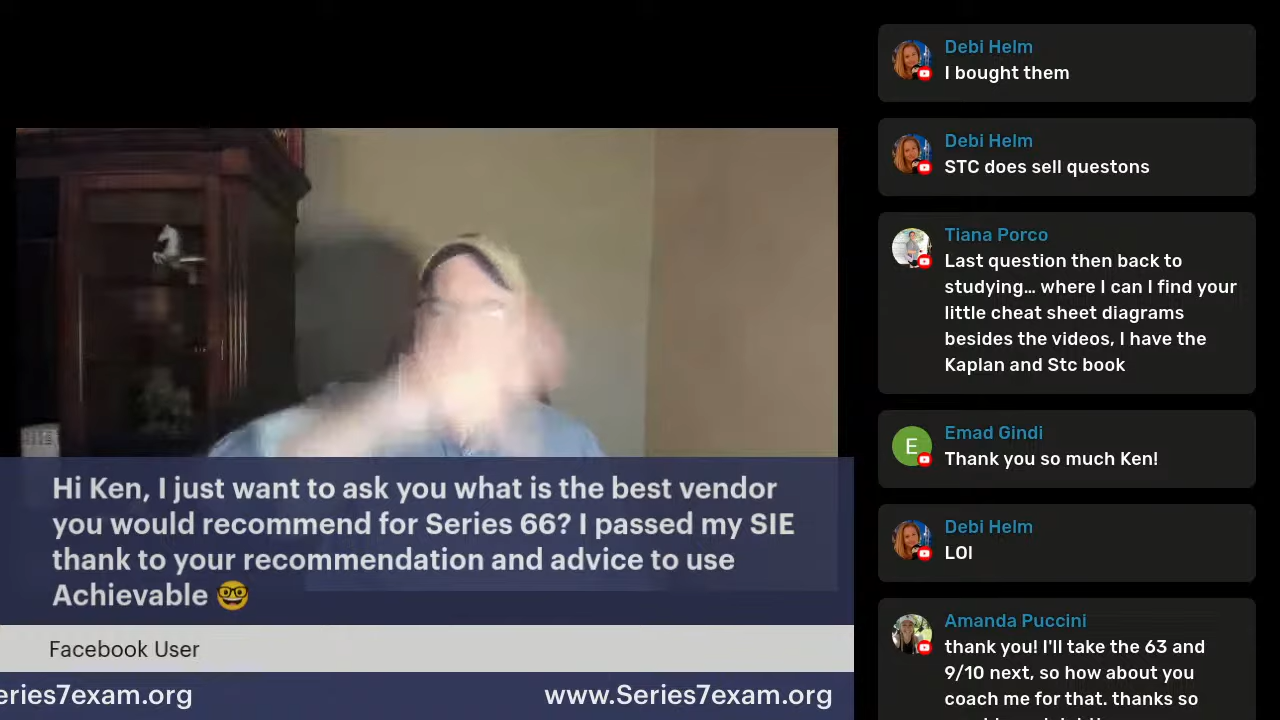 Hi Ken, I just want to ask you what is the best vendor
you would recommend for Series 66? I passed my SIE
thank to your recommendation and advice to use
Achievable 🤓
Facebook User
eries7exam.org
www.Series7exam.org
Debi Helm
I bought them
Debi Helm
STC does sell questons
Tiana Porco
Last question then back to
studying... where I can I find your
little cheat sheet diagrams
besides the videos, I have the
Kaplan and Stc book
E
Emad Gindi
Thank you so much Ken!
Debi Helm
LOl
Amanda Puccini
thank you! I'll take the 63 and
9/10 next, so how about you
coach me for that. thanks so